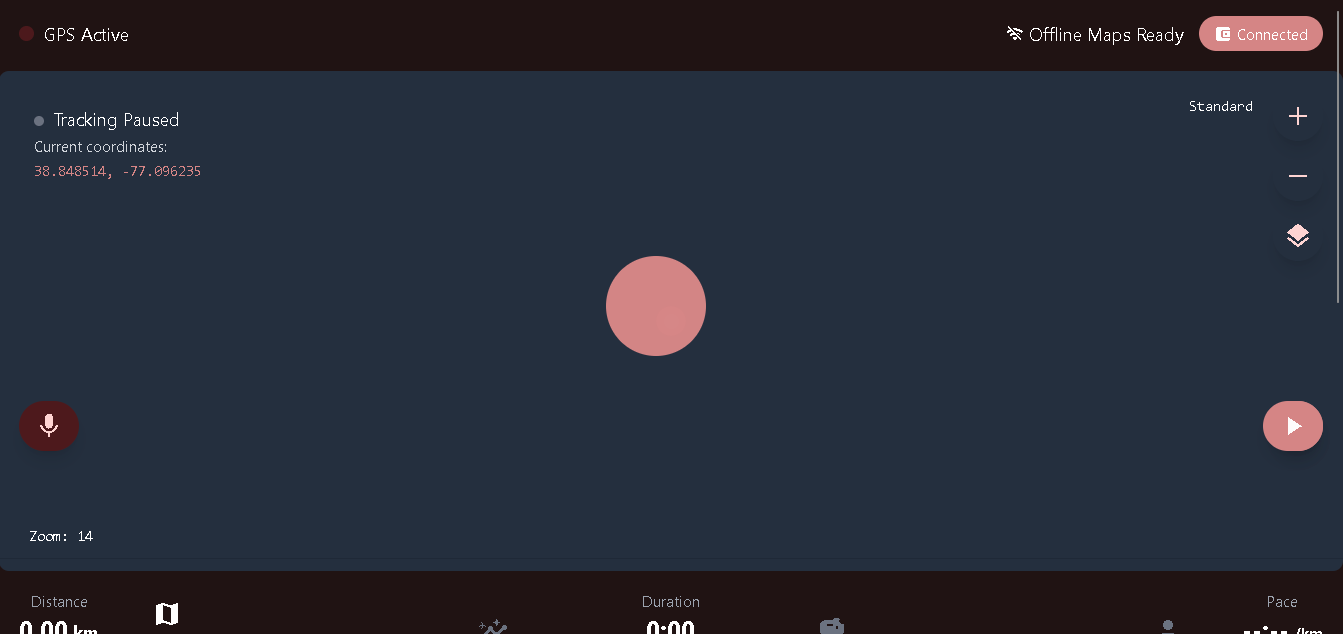 GPS Active
Offline Maps Ready
Connected
Tracking Paused
Current coordinates:
38.848514, -77.096235
Standard
Zoom: 14
Distance
0.00 km
Duration
0:00
Pace
/km